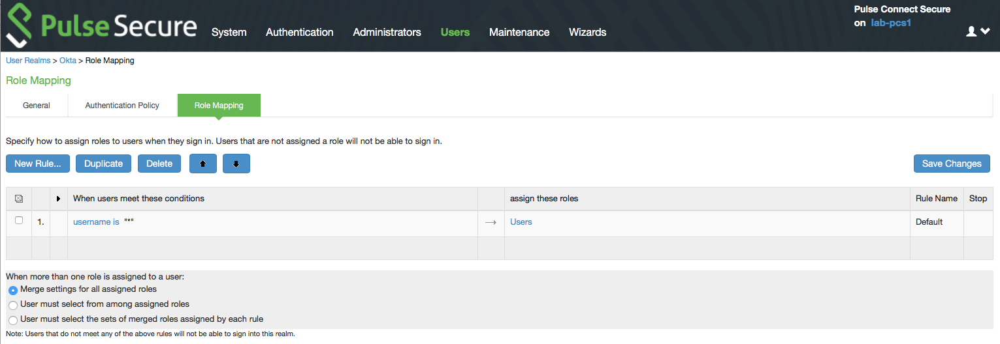 Pulse Secure
System Authentication Administrators Users Maintenance Wizards
Pulse Connect Secure
on lab-pcs1
User Realms > Okta > Role Mapping
Role Mapping
General Authentication Policy Role Mapping
Specify how to assign roles to users when they sign in. Users that are not assigned a role will not be able to sign in.
New Rule... Duplicate Delete Save Changes
When users meet these conditions assign these roles Rule Name Stop
1. username is "*" Users Default
When more than one role is assigned to a user:
Merge settings for all assigned roles
User must select from among assigned roles
User must select the sets of merged roles assigned by each rule
Note: Users that do not meet any of the above rules will not be able to sign into this realm.